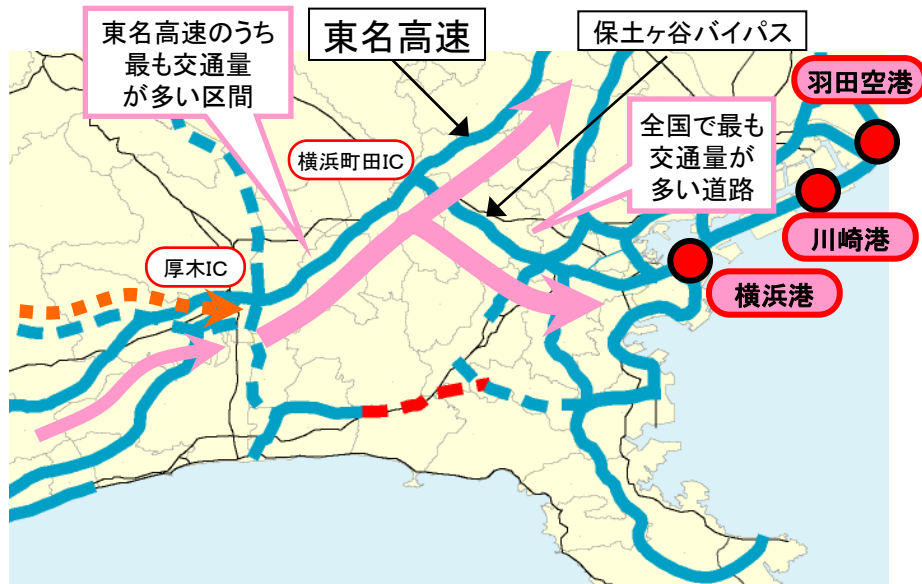 東名高速のうち
最も交通量
が多い区間
東名高速
保土ヶ谷バイパス
羽田空港
全国で最も
交通量が
多い道路
横浜町田IC
川崎港
厚木IC
横浜港